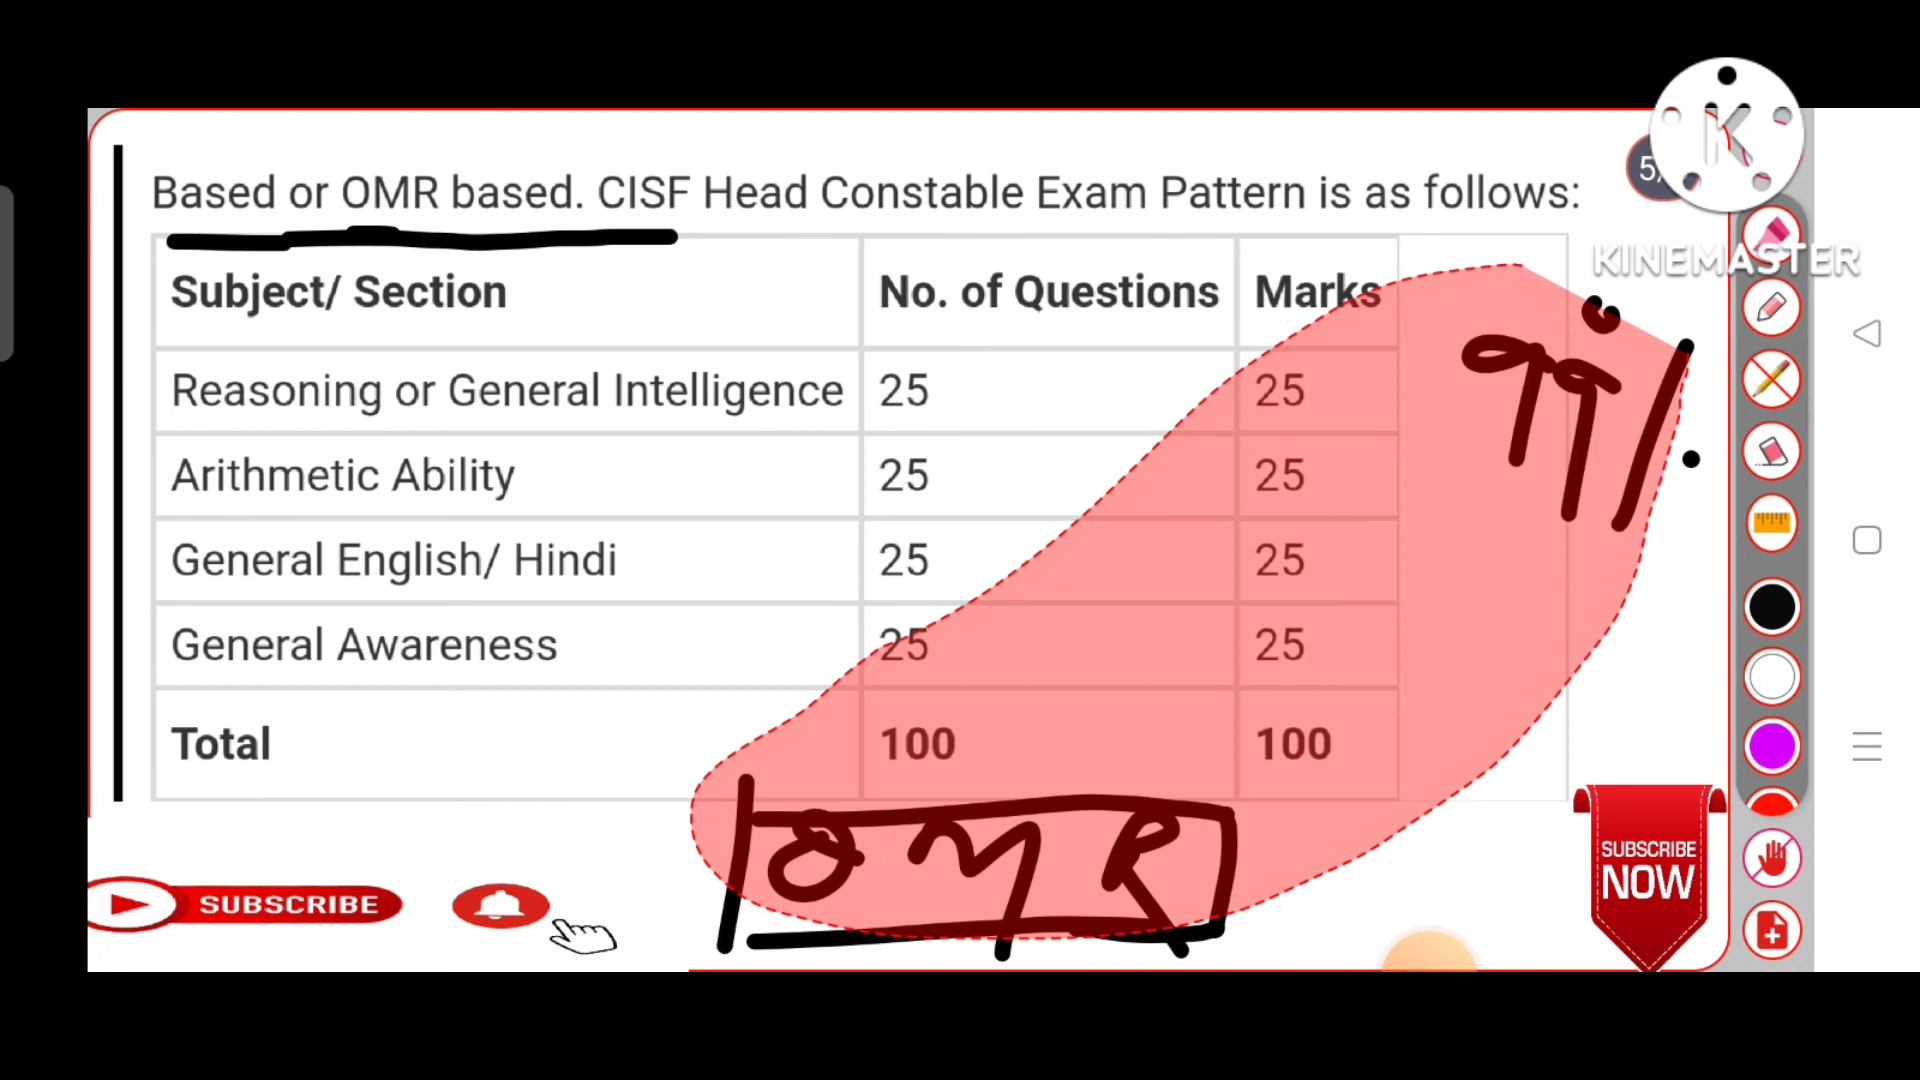 Based or OMR based. CISF Head Constable Exam Pattern is as follows:
KINEMASTER
Subject/ Section No. of Questions Marks
99%
Reasoning or General Intelligence 25 25
Arithmetic Ability 25 25
General English/ Hindi 25 25
General Awareness 25 25
Total 100 100
OMR
SUBSCRIBE
SUBSCRIBE
NOW